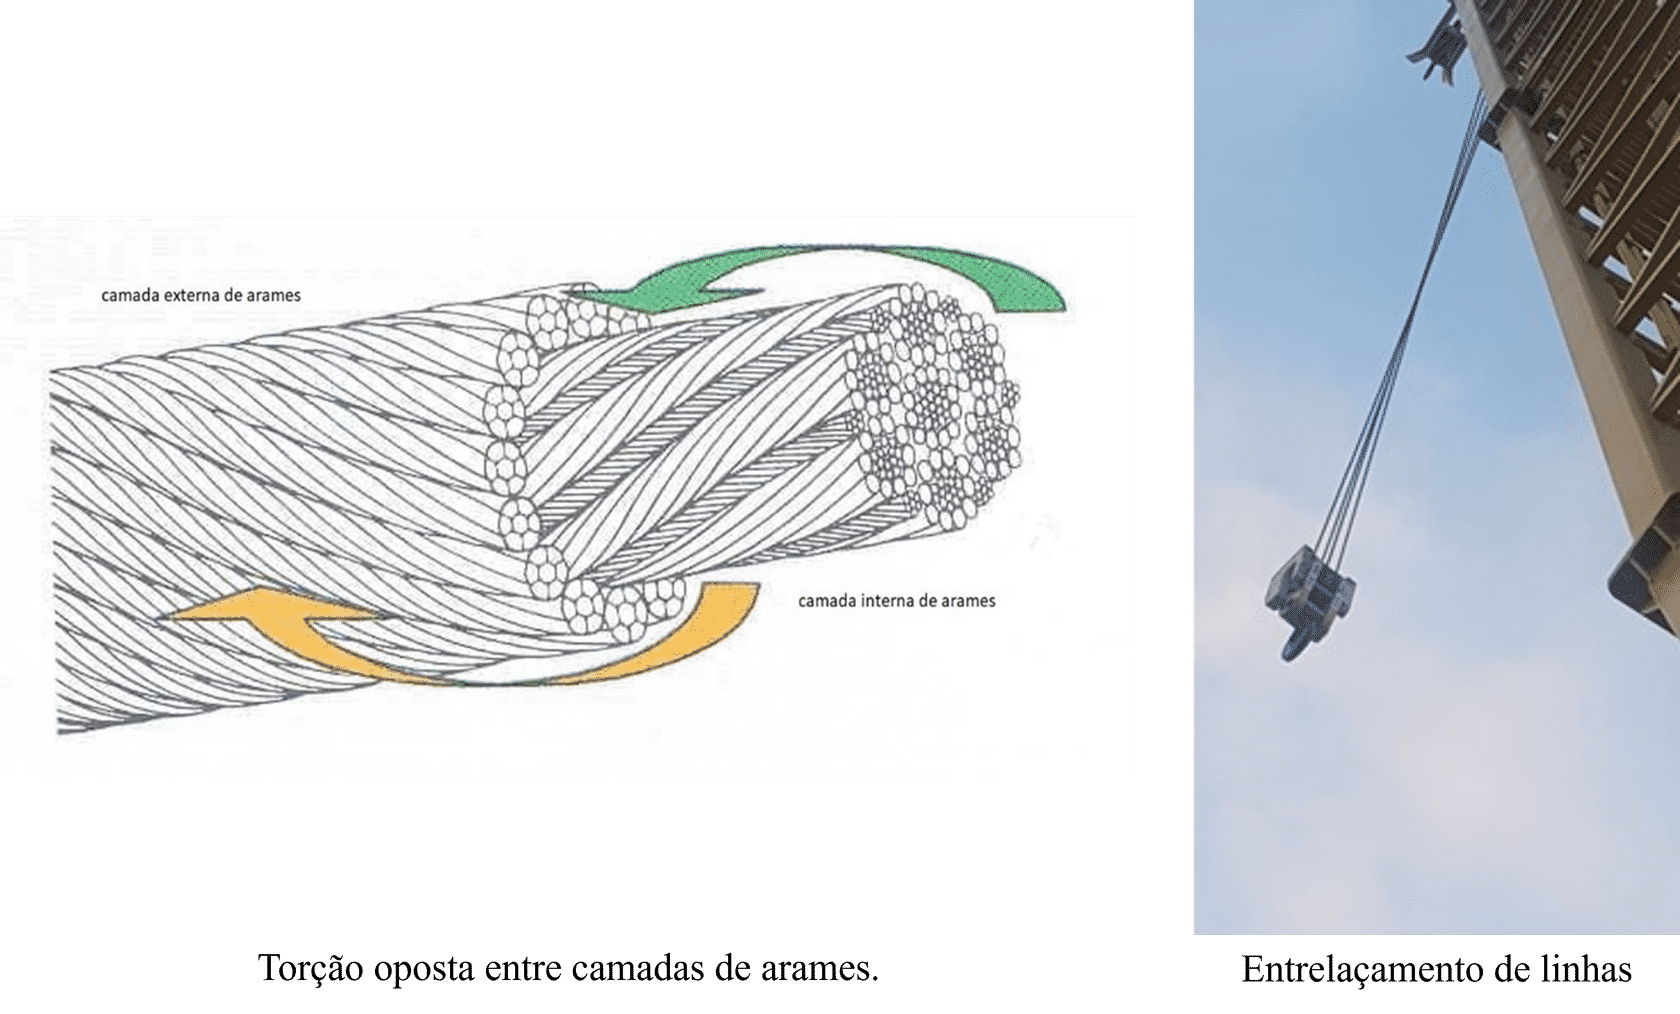 camada externa de arames
camada interna de arames
Torção oposta entre camadas de arames.
Entrelaçamento de linhas